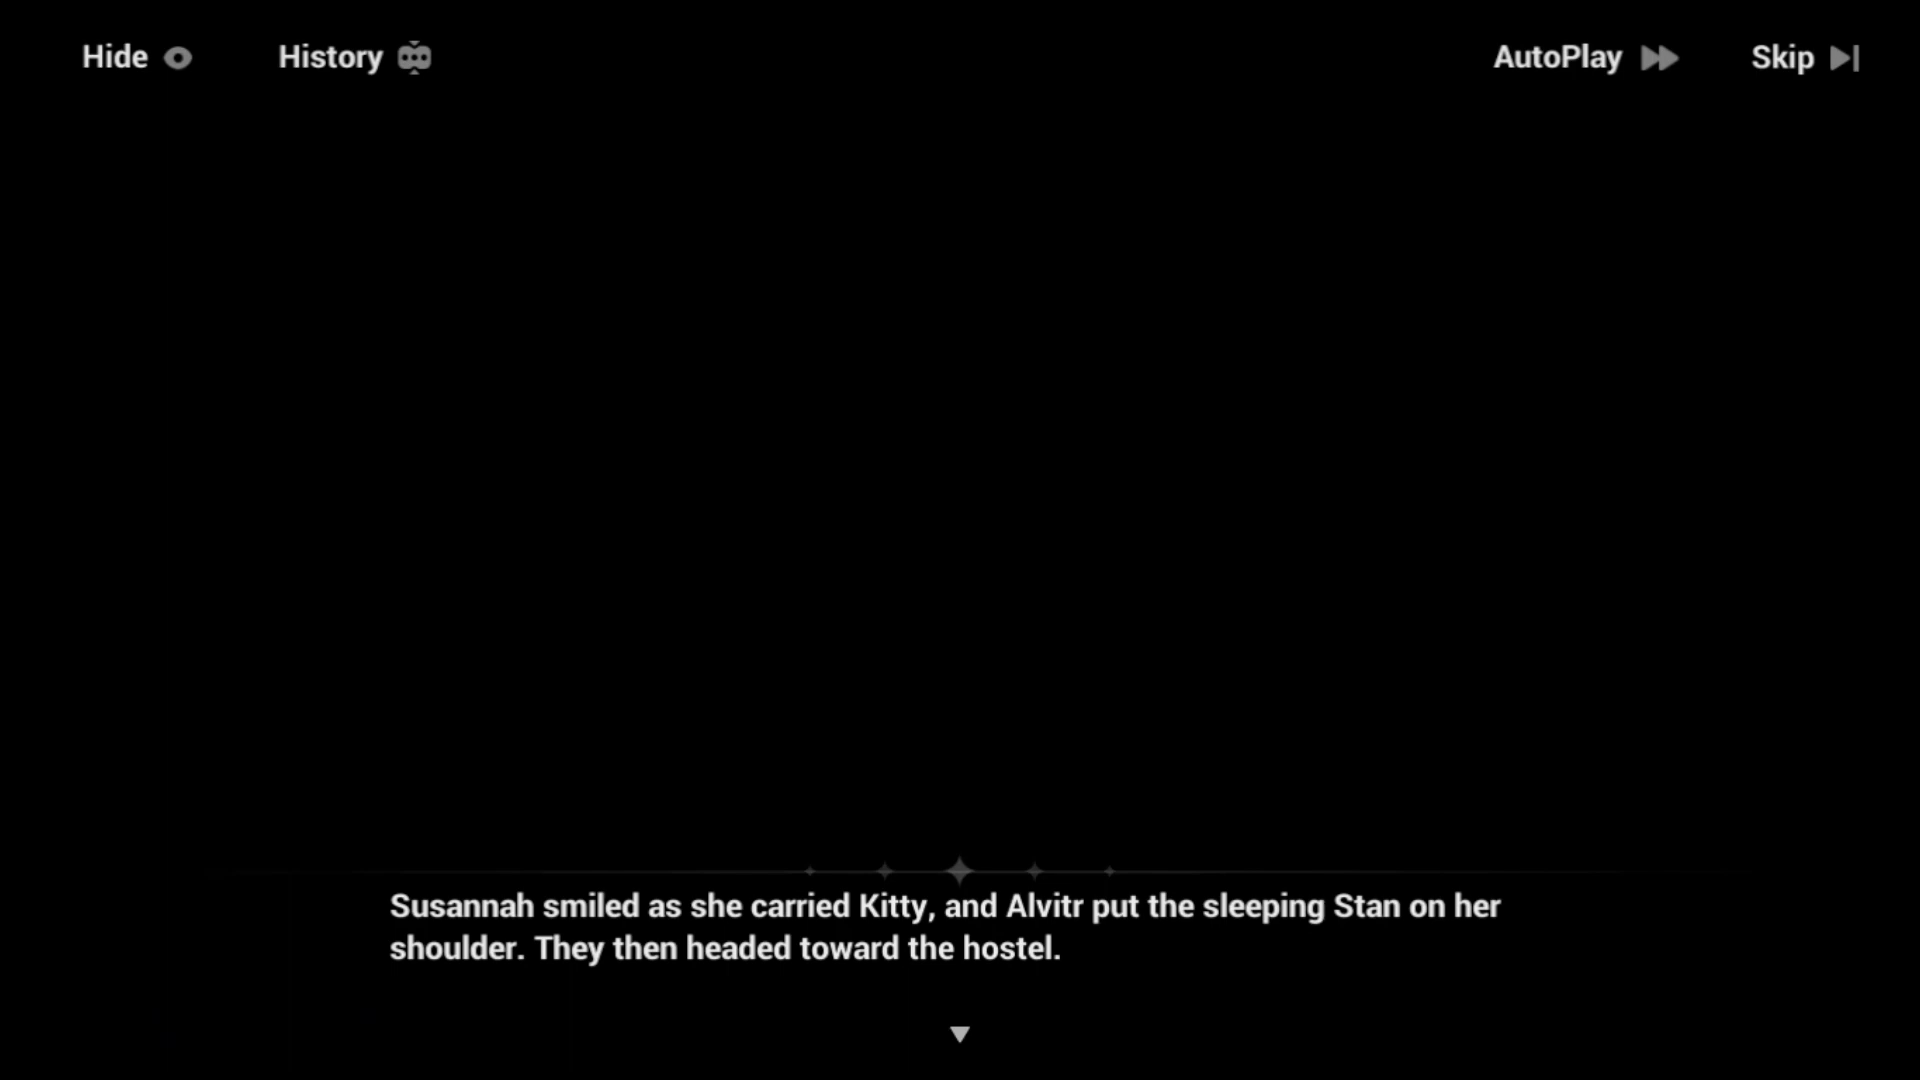 Hide
History
AutoPlay
Skip
Susannah smiled as she carried Kitty, and Alvitr put the sleeping Stan on her
shoulder. They then headed toward the hostel.